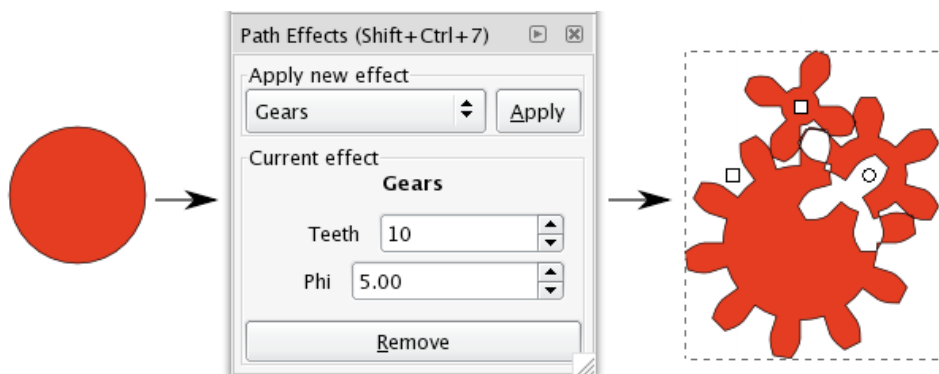 Path Effects (Shift+Ctrl+7)
Apply new effect
Gears Apply
Current effect
Gears
Teeth 10
Phi 5.00
Remove